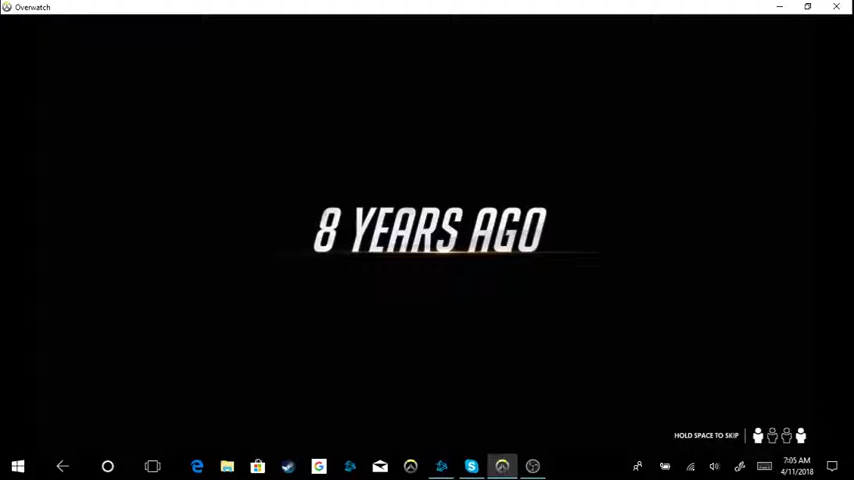 Overwatch
8 YEARS AGO
HOLD SPACE TO SKIP
7:05 AM
4/11/2018